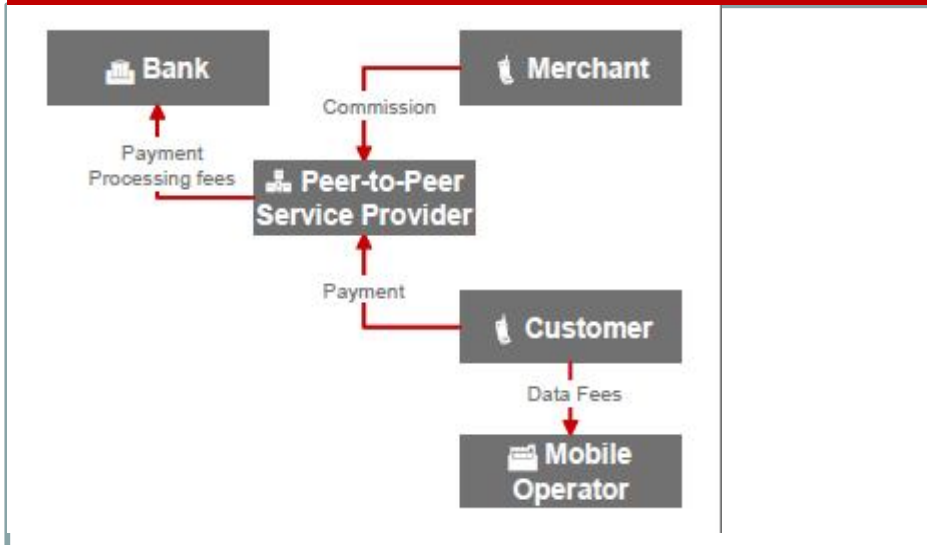 Bank
Merchant
Commission
Payment
Processing fees
Peer-to-Peer
Service Provider
Payment
Customer
Data Fees
Mobile
Operator